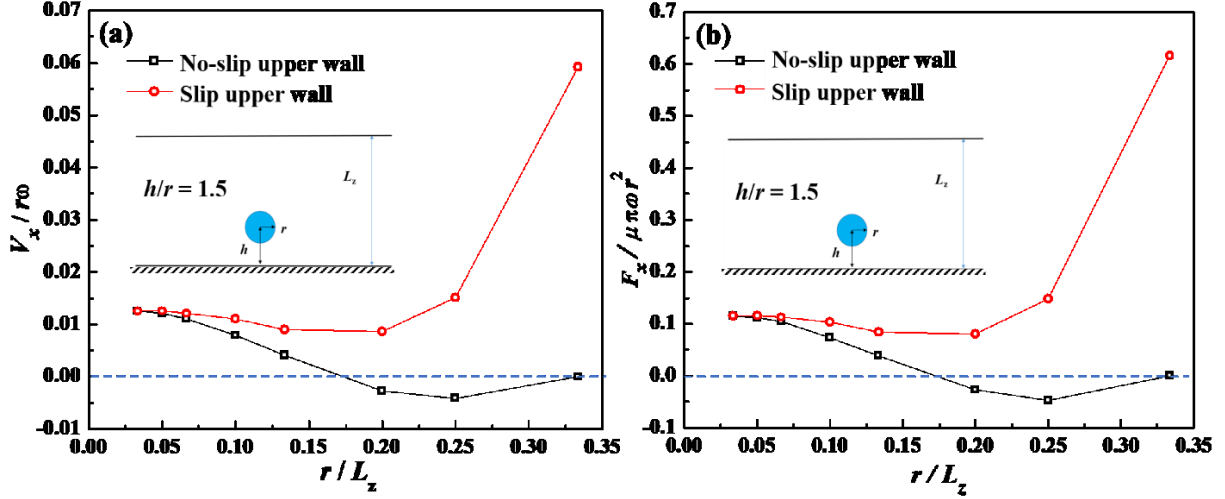 (a)
No-slip upper wall
Slip upper wall
h/r = 1.5
L_z
r
h
V_x / rω
0.07
0.06
0.05
0.04
0.03
0.02
0.01
0.00
-0.01
0.00 0.05 0.10 0.15 0.20 0.25 0.30 0.35
r / L_z
(b)
No-slip upper wall
Slip upper wall
h/r = 1.5
L_z
r
h
F_x / μπωr²
0.7
0.6
0.5
0.4
0.3
0.2
0.1
0.0
-0.1
0.00 0.05 0.10 0.15 0.20 0.25 0.30 0.35
r / L_z